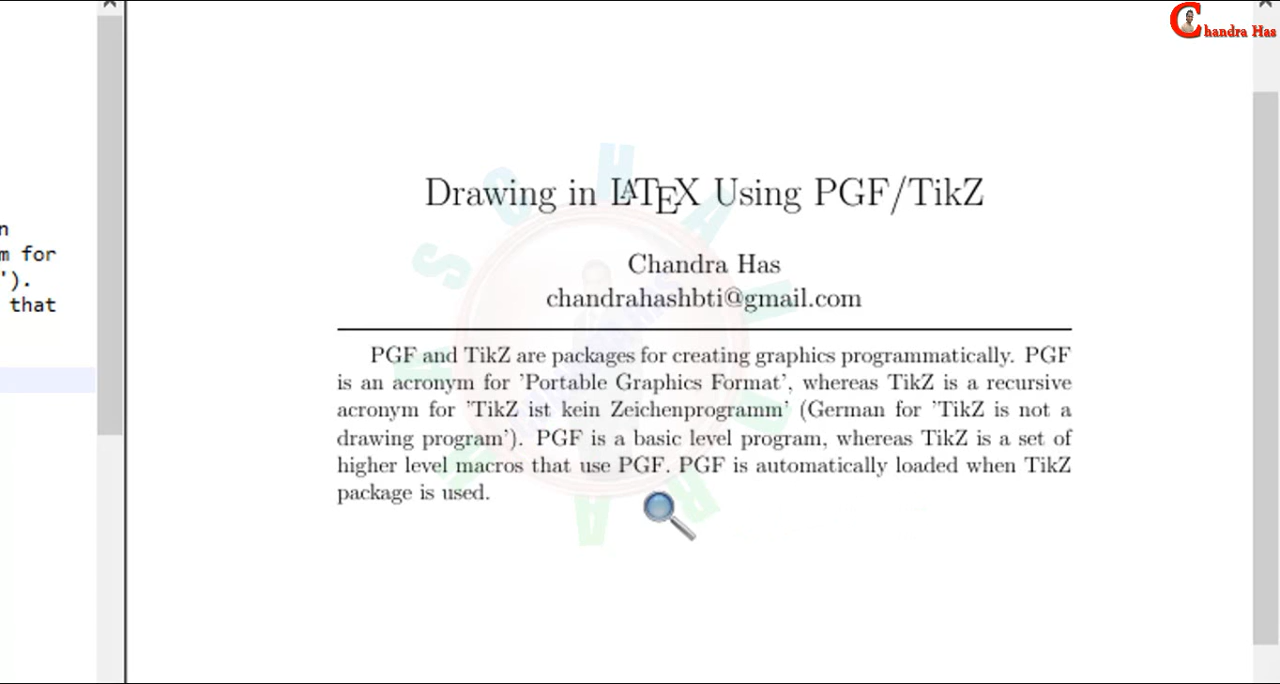 Chandra Has
n
m for
').
that
Drawing in LATEX Using PGF/TikZ
Chandra Has
chandrahashbti@gmail.com
PGF and TikZ are packages for creating graphics programmatically. PGF
is an acronym for 'Portable Graphics Format', whereas TikZ is a recursive
acronym for 'TikZ ist kein Zeichenprogramm' (German for 'TikZ is not a
drawing program'). PGF is a basic level program, whereas TikZ is a set of
higher level macros that use PGF. PGF is automatically loaded when TikZ
package is used.